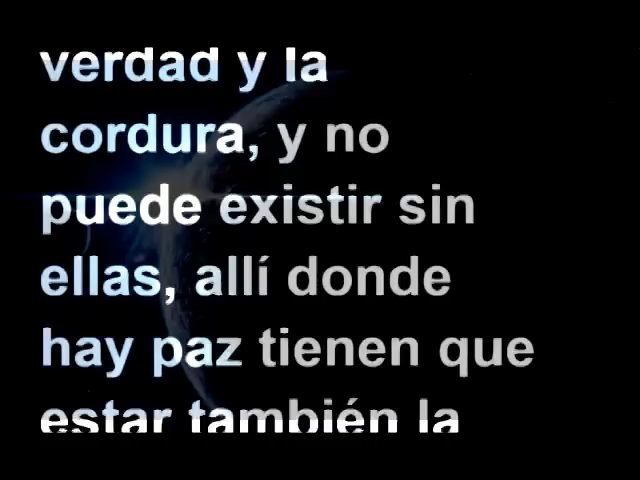 verdad y la
cordura, y no
puede existir sin
ellas, allí donde
hay paz tienen que
estar también la